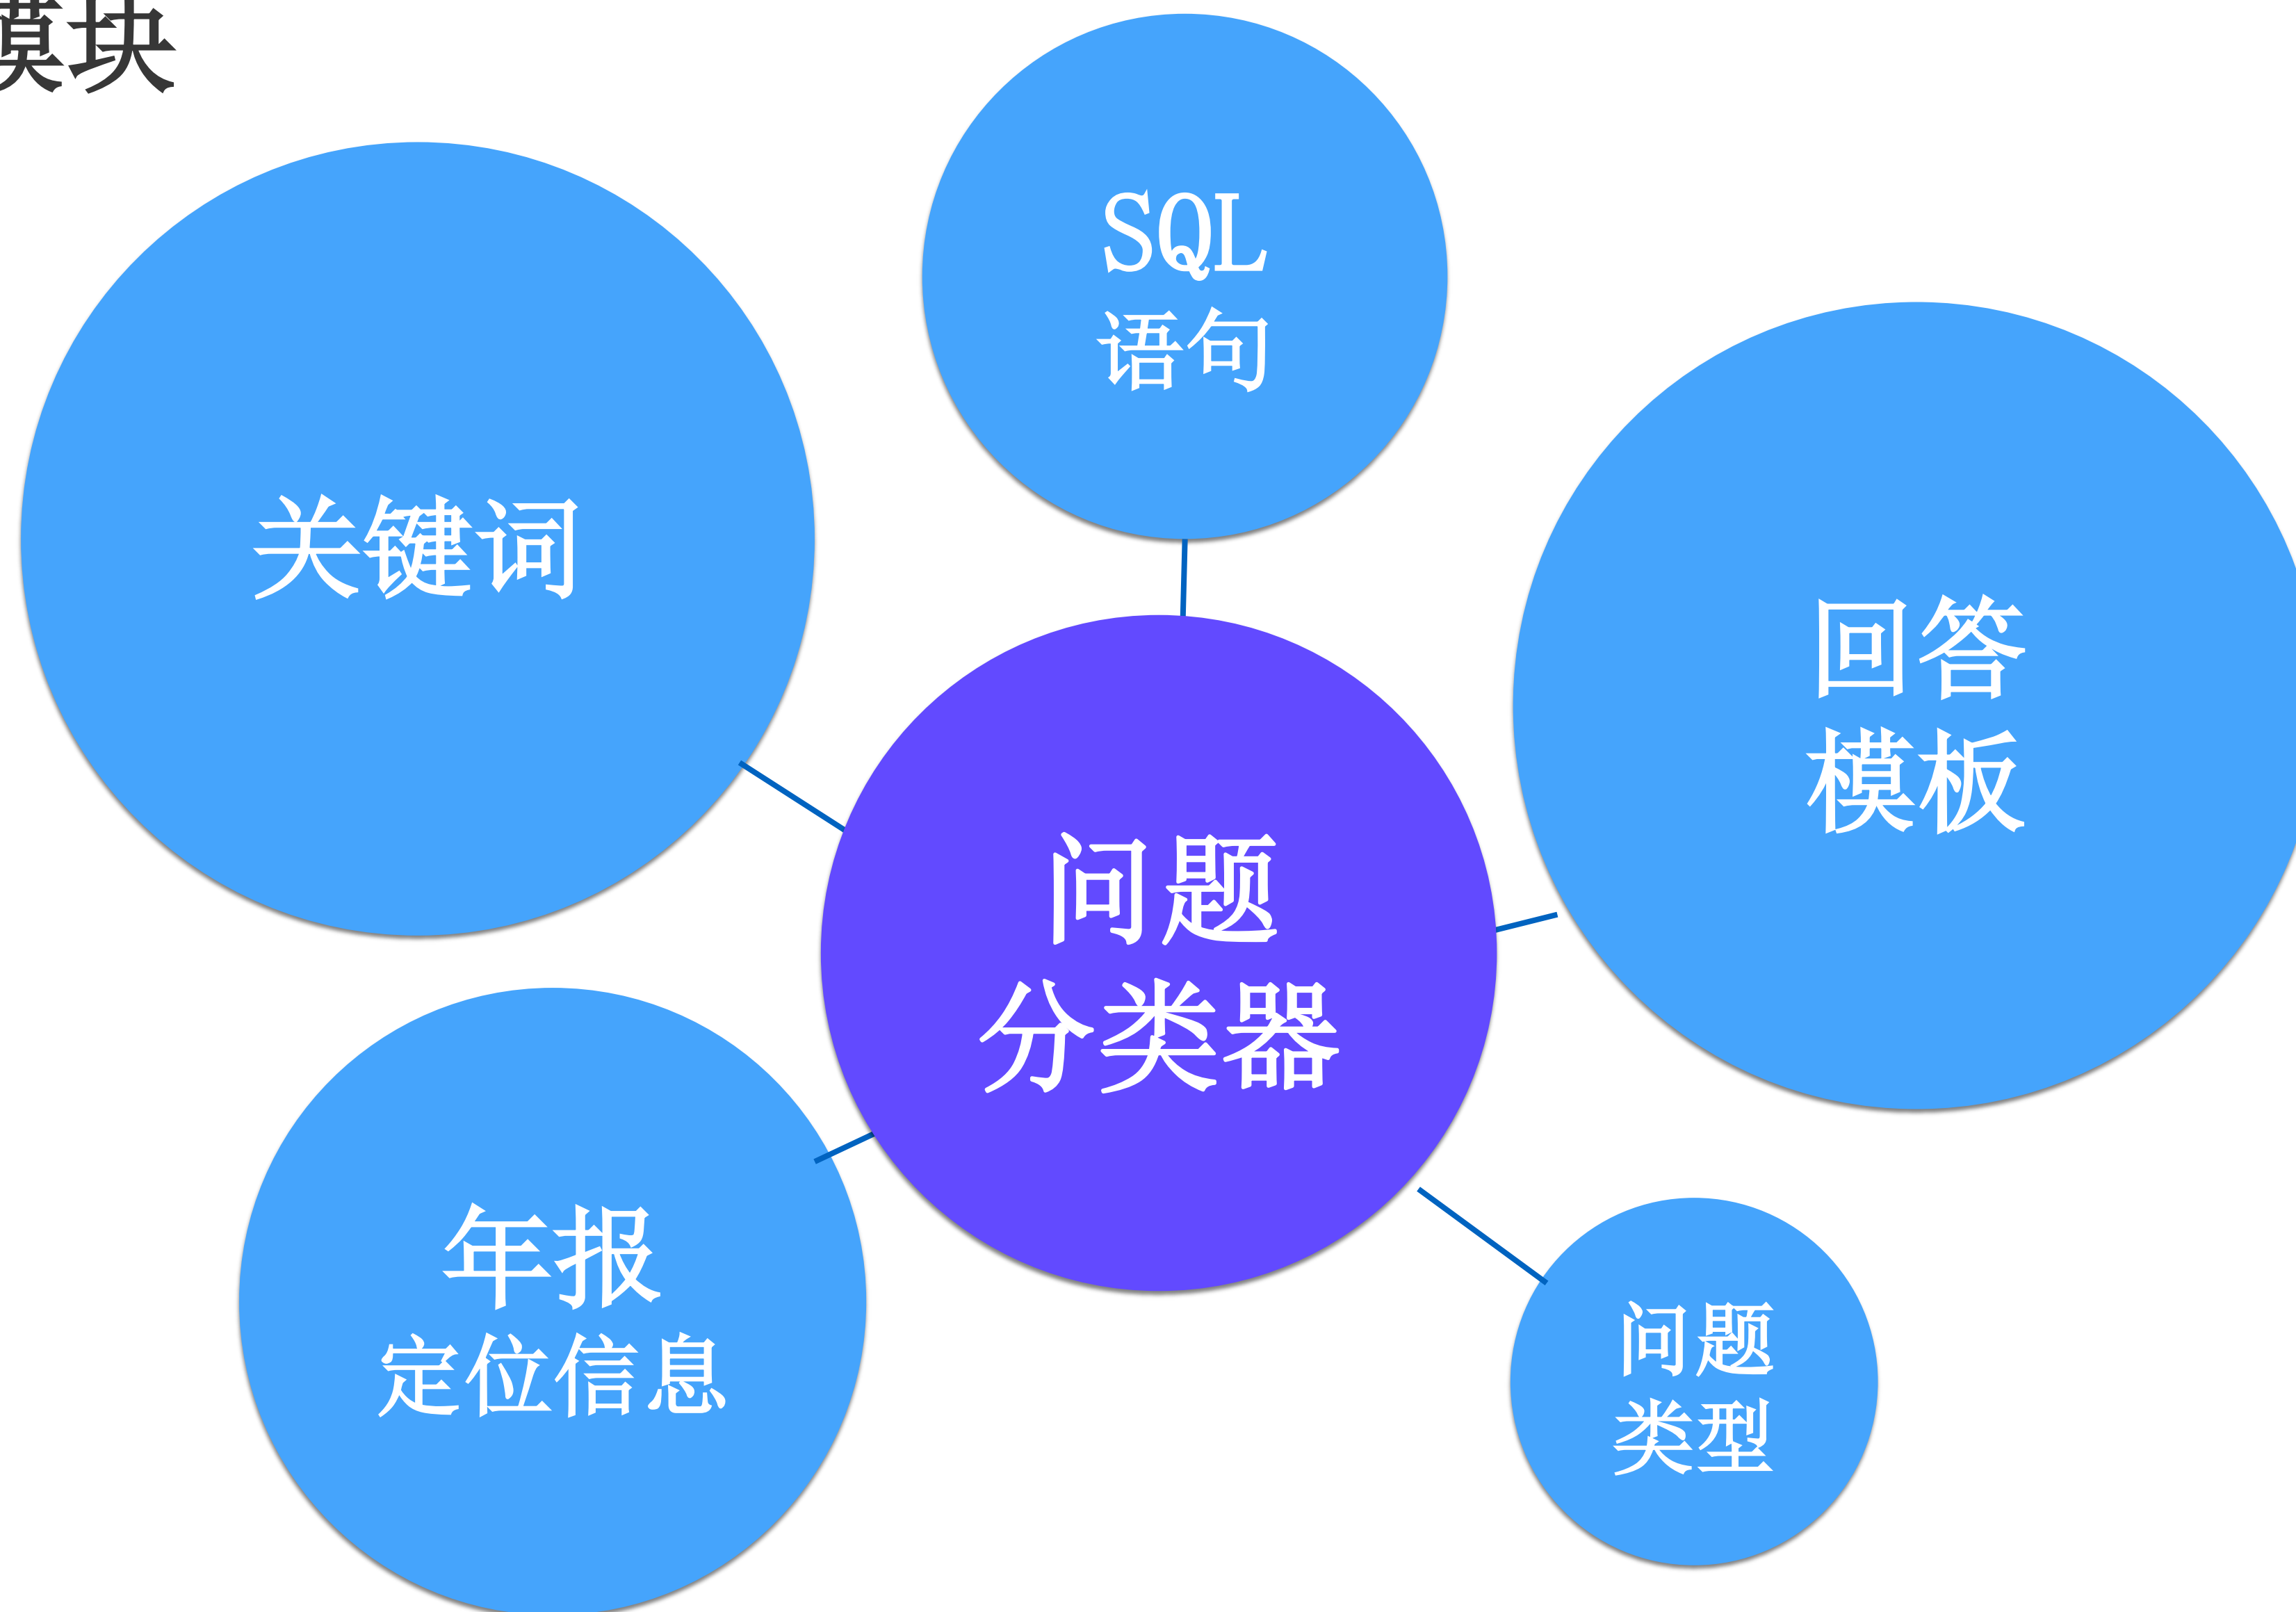 模块
SQL
语句
关键词
回答
模板
问题
分类器
年报
定位信息
问题
类型